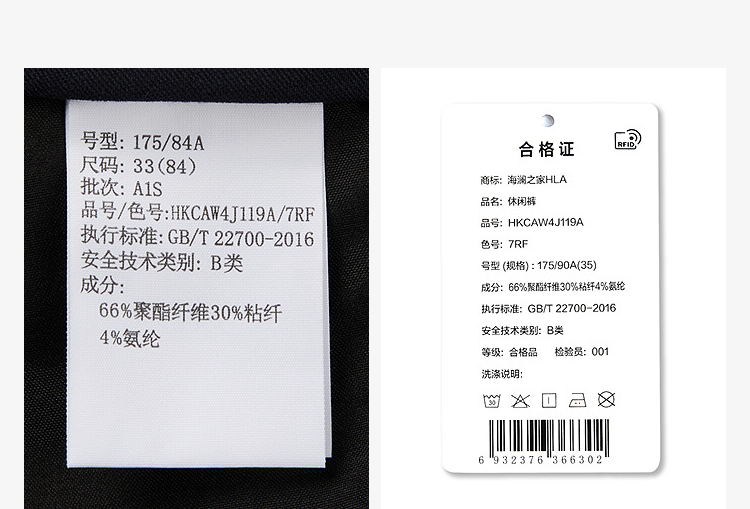 号型: 175/84A
尺码: 33(84)
批次: A1S
品号/色号:HKCAW4J119A/7RF
执行标准: GB/T 22700-2016
安全技术类别: B类
成分:
66%聚酯纤维30%粘纤
4%氨纶
合格证
RFID
商标: 海澜之家HLA
品名: 休闲裤
品号: HKCAW4J119A
色号: 7RF
号型 (规格) : 175/90A(35)
成分: 66%聚酯纤维30%粘纤4%氨纶
执行标准: GB/T 22700-2016
安全技术类别: B类
等级: 合格品 检验员: 001
洗涤说明:
30
6 932376 366302